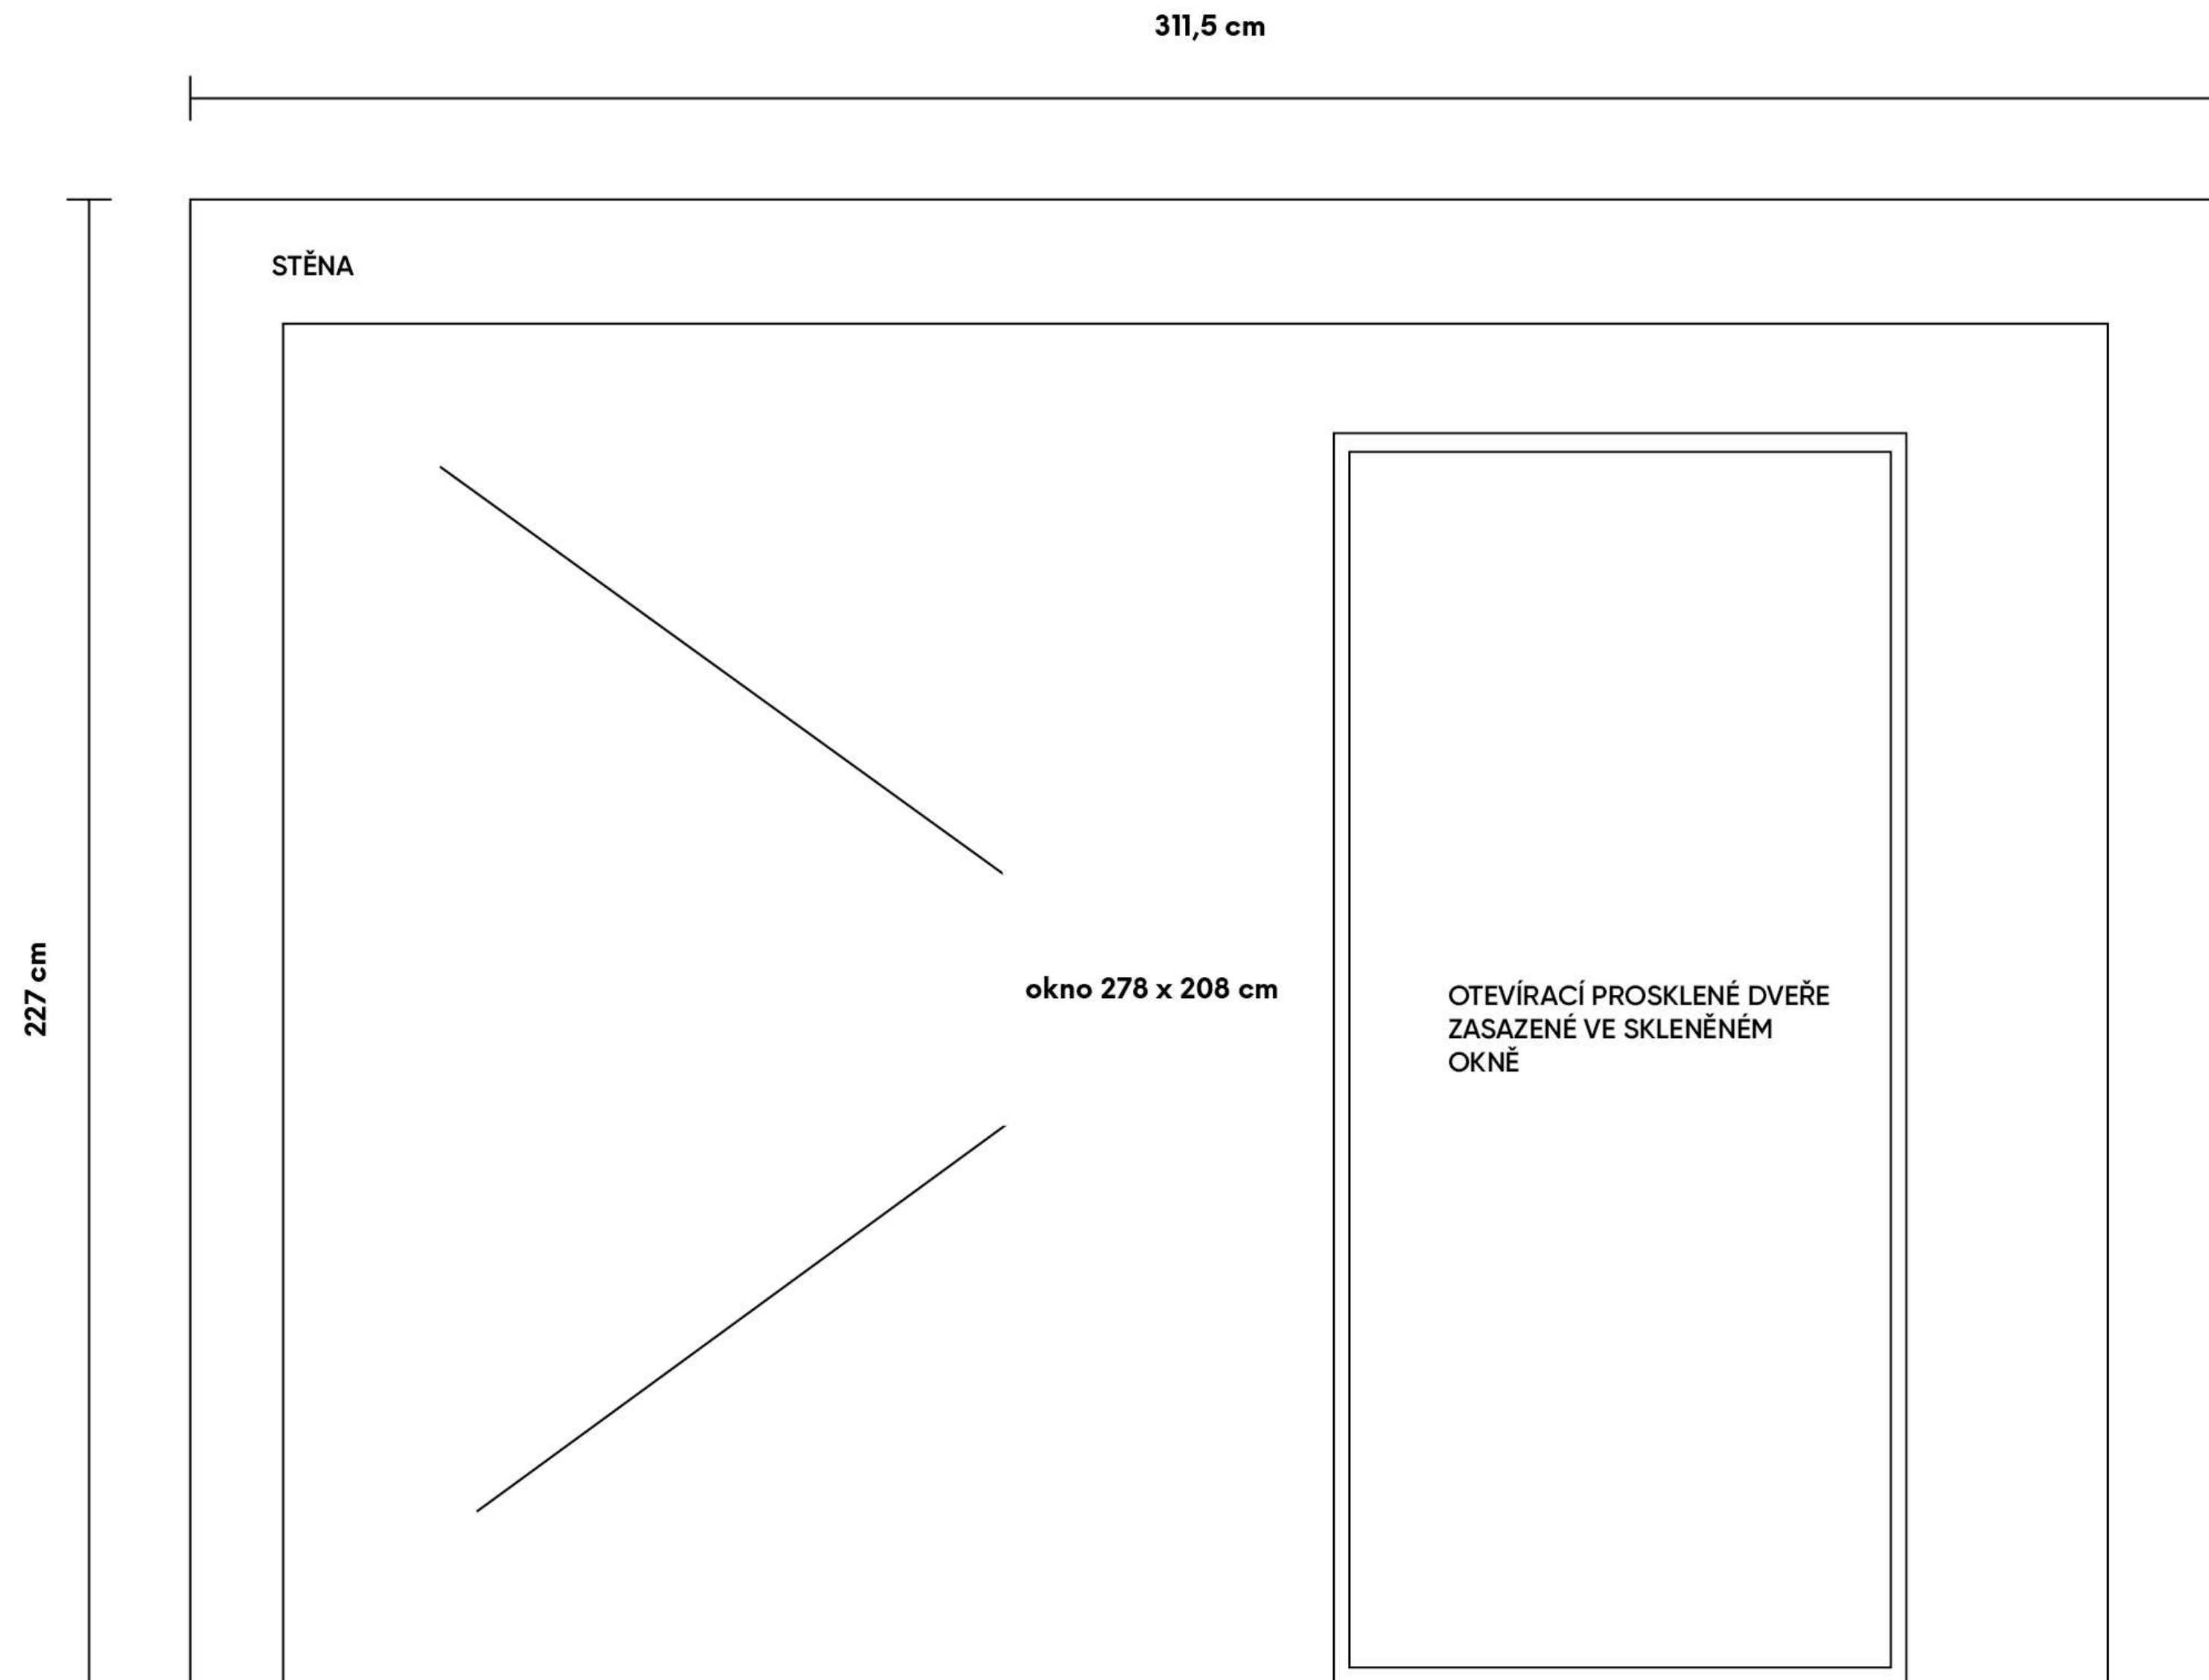 311,5 cm
STĚNA
227 cm
okno 278 x 208 cm
OTEVÍRACÍ PROSKLENÉ DVEŘE
ZASAZENÉ VE SKLENĚNÉM
OKNĚ